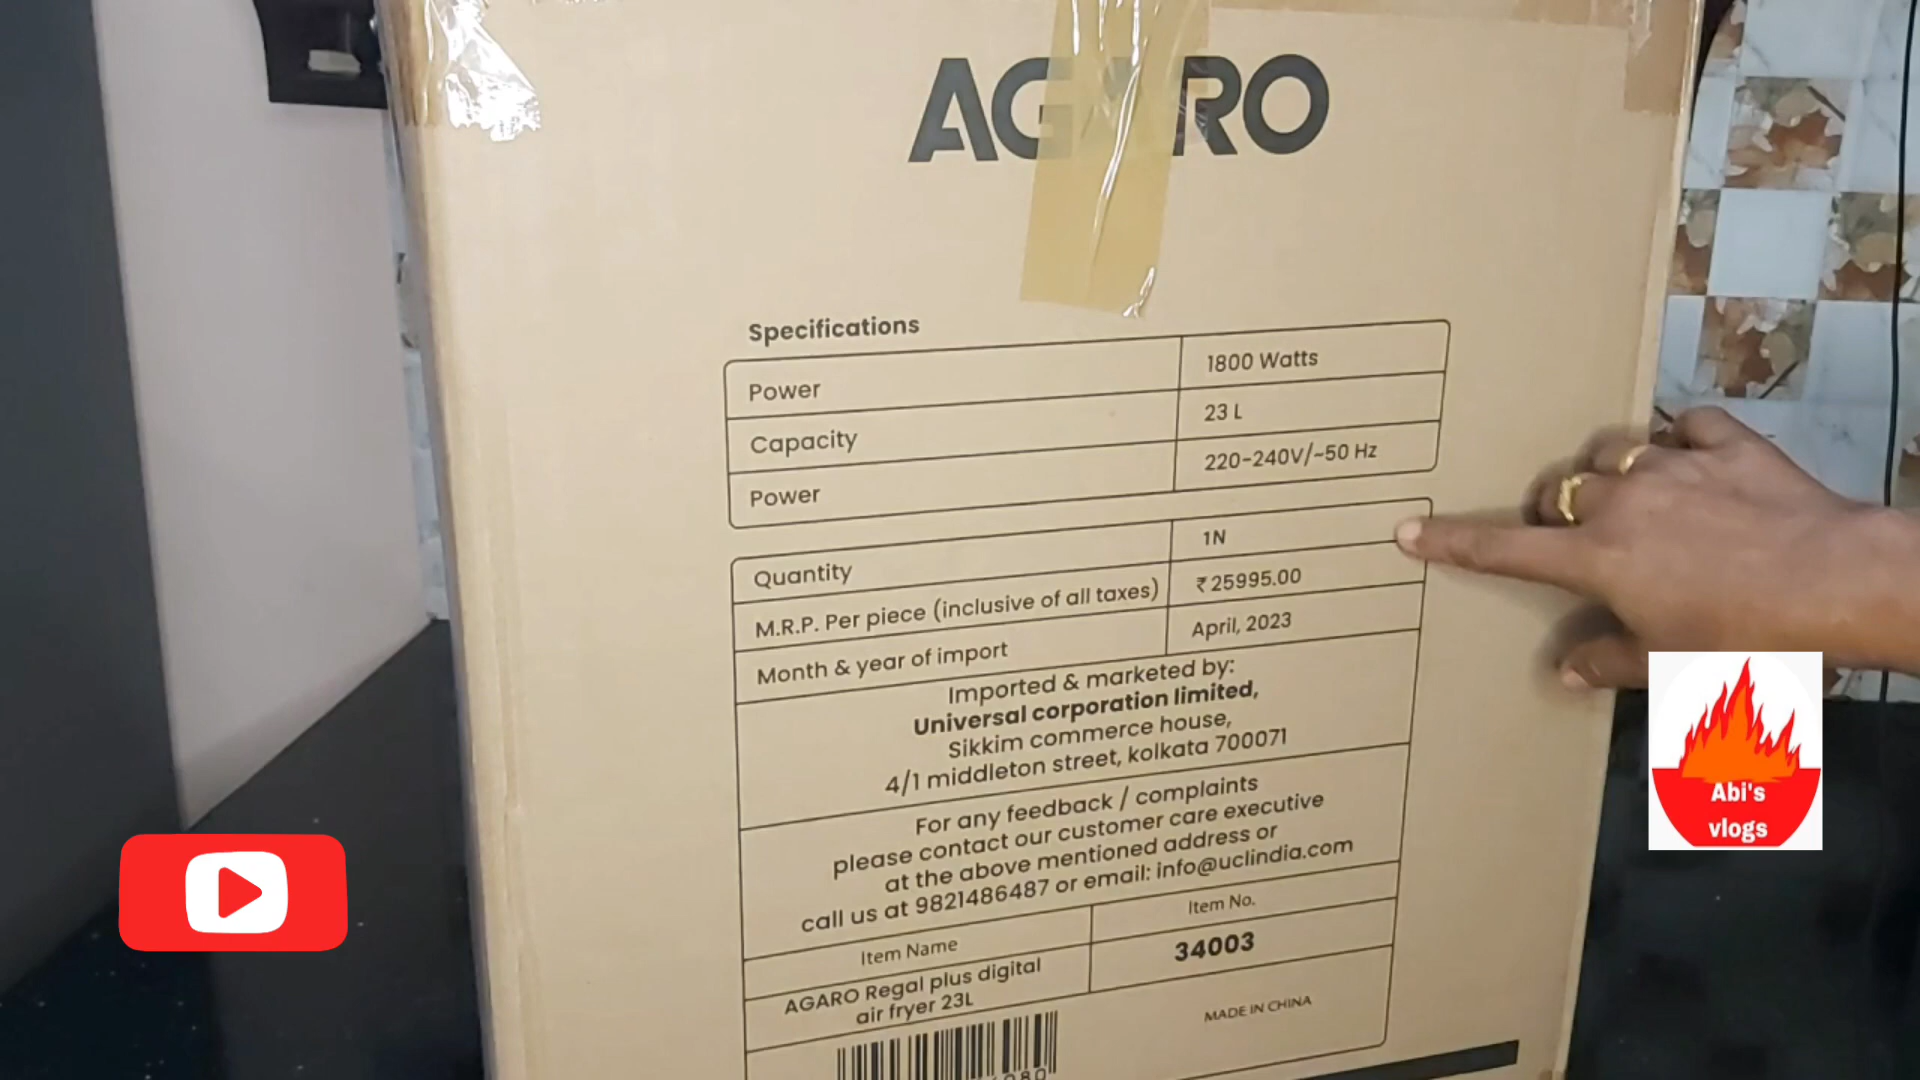 AGARO
Specifications
Power 1800 Watts
Capacity 23 L
Power 220-240V/~50 Hz
Quantity 1N
M.R.P. Per piece (inclusive of all taxes) ₹25995.00
Month & year of import April, 2023
Imported & marketed by:
Universal corporation limited,
Sikkim commerce house,
4/1 middleton street, kolkata 700071
For any feedback / complaints
please contact our customer care executive
at the above mentioned address or
call us at 9821486487 or email: info@uclindia.com
Item Name Item No.
AGARO Regal plus digital
air fryer 23L
34003
MADE IN CHINA
Abi's
vlogs